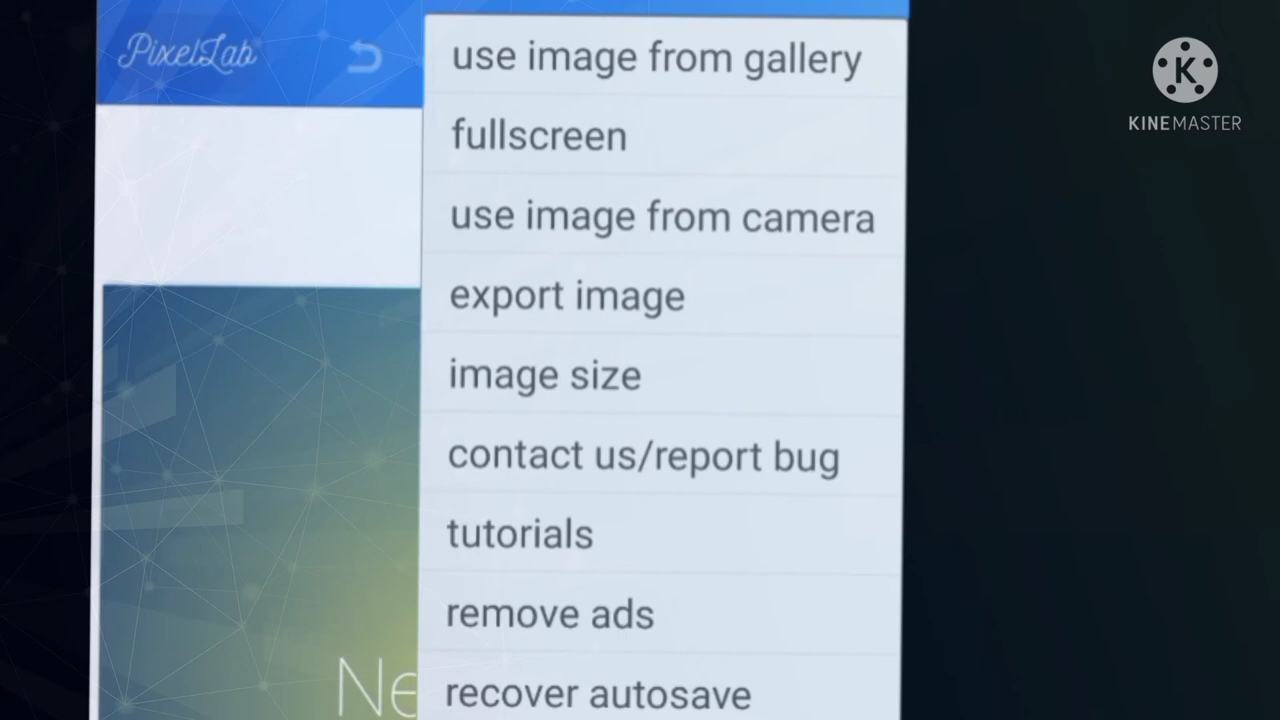 PixelLab
use image from gallery
fullscreen
use image from camera
export image
image size
contact us/report bug
tutorials
remove ads
recover autosave
Ne
K
KINEMASTER